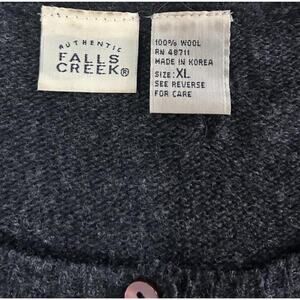 AUTHENTIC
FALLS
CREEK®
100% WOOL
RN 48711
MADE IN KOREA
SIZE: XL
SEE REVERSE
FOR CARE